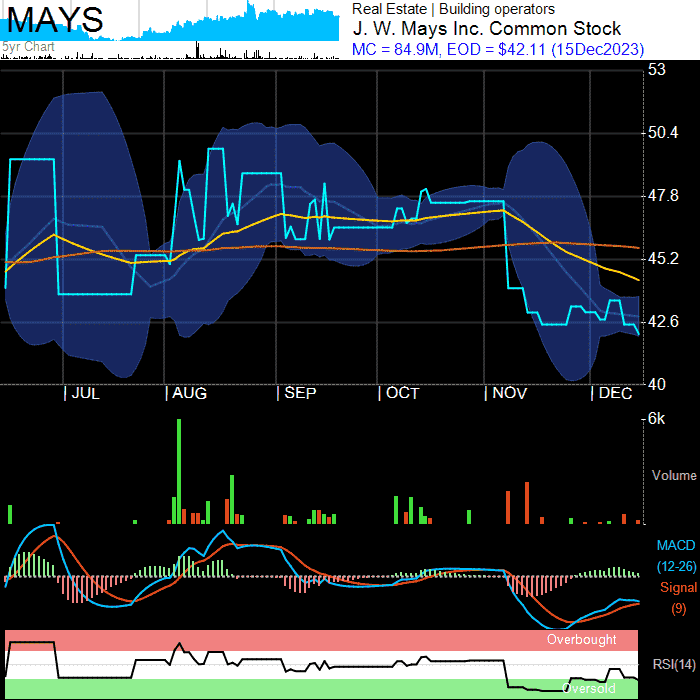 MAYS
5yr Chart
Real Estate | Building operators
J. W. Mays Inc. Common Stock
MC = 84.9M, EOD = $42.11 (15Dec2023)
53
50.4
47.8
45.2
42.6
40
| JUL | AUG | SEP | OCT | NOV | DEC
6k
Volume
MACD
(12-26)
Signal
(9)
Overbought
RSI(14)
Oversold